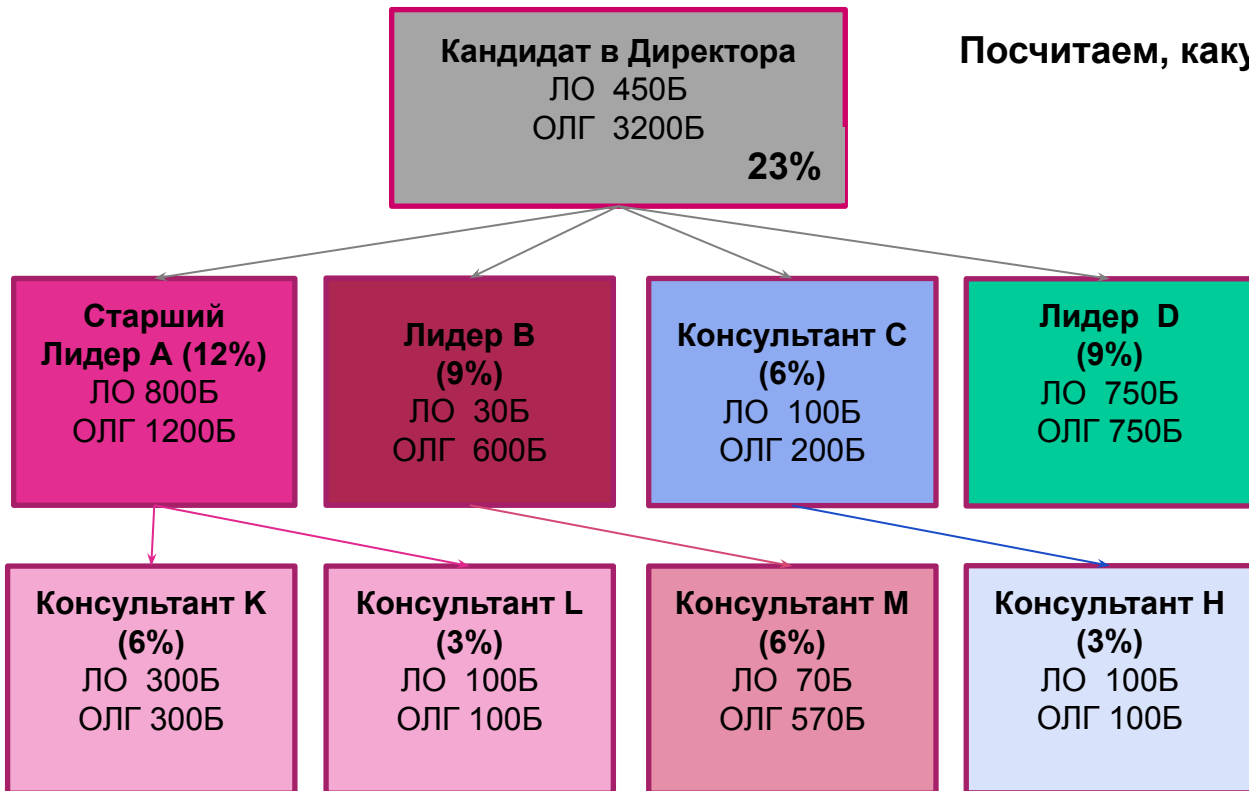 Кандидат в Директора
ЛО 450Б
ОЛГ 3200Б
23%
Посчитаем, каку
Старший
Лидер А (12%)
ЛО 800Б
ОЛГ 1200Б
Лидер В
(9%)
ЛО 30Б
ОЛГ 600Б
Консультант С
(6%)
ЛО 100Б
ОЛГ 200Б
Лидер D
(9%)
ЛО 750Б
ОЛГ 750Б
Консультант K
(6%)
ЛО 300Б
ОЛГ 300Б
Консультант L
(3%)
ЛО 100Б
ОЛГ 100Б
Консультант М
(6%)
ЛО 70Б
ОЛГ 570Б
Консультант Н
(3%)
ЛО 100Б
ОЛГ 100Б